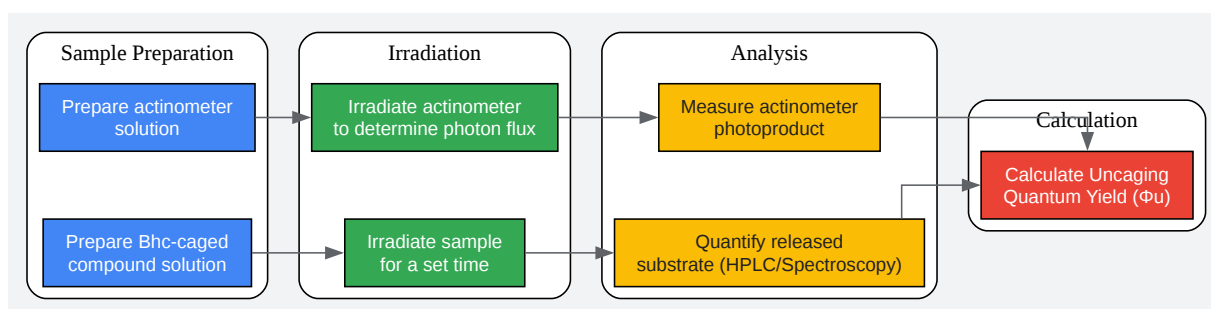 Sample Preparation
Prepare actinometer
solution
Prepare Bhc-caged
compound solution
Irradiation
Irradiate actinometer
to determine photon flux
Irradiate sample
for a set time
Analysis
Measure actinometer
photoproduct
Quantify released
substrate (HPLC/Spectroscopy)
Calculation
Calculate Uncaging
Quantum Yield (Φu)